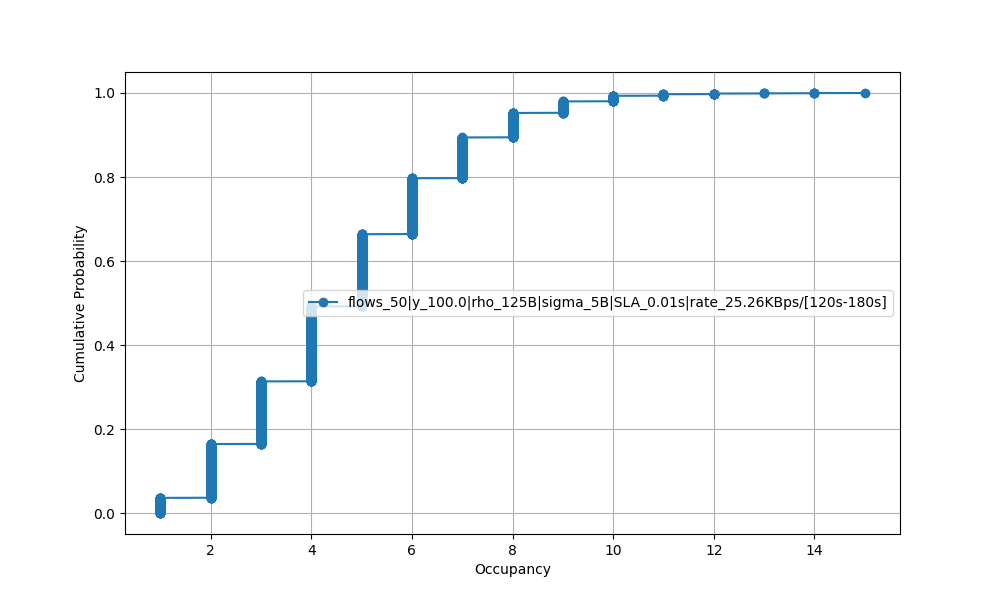 1.0
0.8
0.6
0.4
0.2
0.0
Cumulative Probability
flows_50|y_100.0|rho_125B|sigma_5B|SLA_0.01s|rate_25.26KBps/[120s-180s]
2 4 6 8 10 12 14
Occupancy